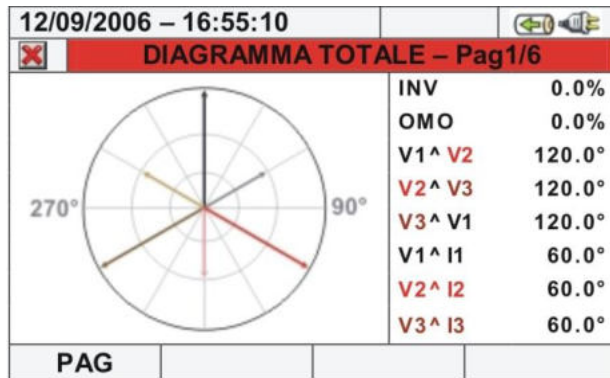 12/09/2006 – 16:55:10
DIAGRAMMA TOTALE – Pag1/6
270°
90°
INV 0.0%
OMO 0.0%
V1^ V2 120.0°
V2^ V3 120.0°
V3^ V1 120.0°
V1^ I1 60.0°
V2^ I2 60.0°
V3^ I3 60.0°
PAG